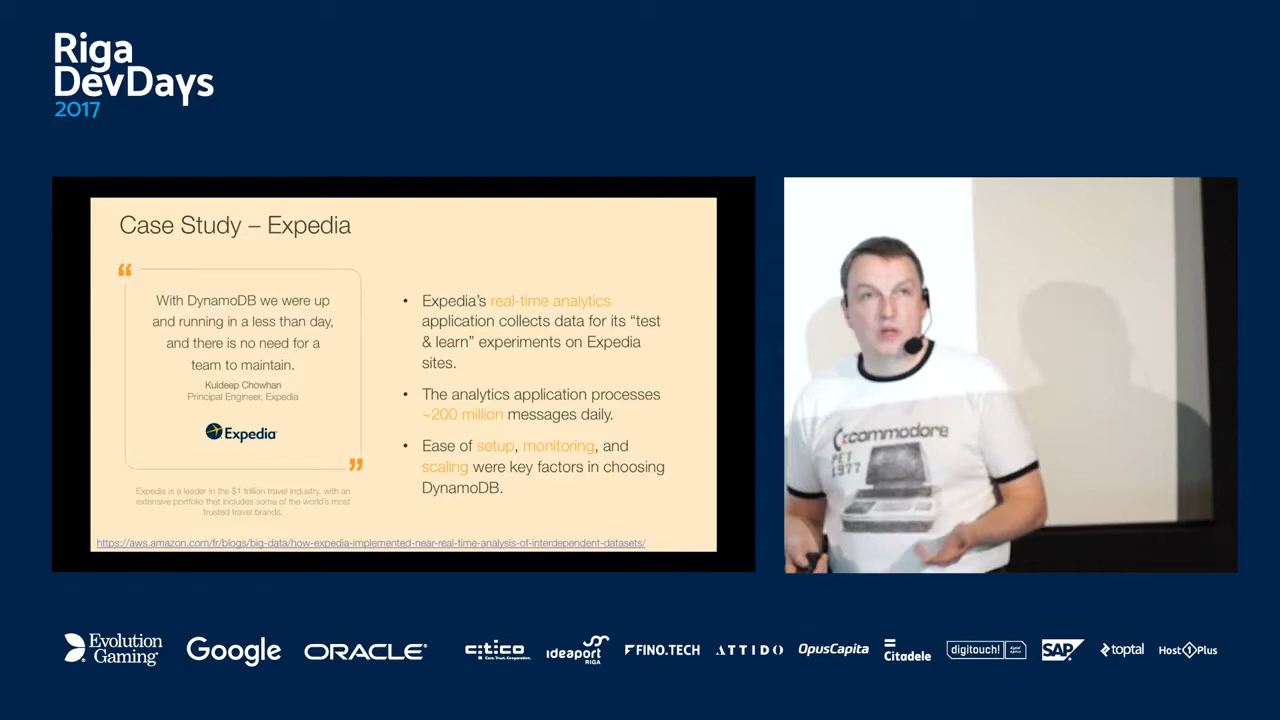 Riga
DevDays
2017
Case Study – Expedia
“
With DynamoDB we were up
and running in a less than day,
and there is no need for a
team to maintain.
Kuldeep Chowhan
Principal Engineer, Expedia
Expedia
”
Expedia is a leader in the $1 trillion travel industry, with an
extensive portfolio that includes some of the world's most
trusted travel brands.
• Expedia's real-time analytics
application collects data for its “test
& learn” experiments on Expedia
sites.
• The analytics application processes
~200 million messages daily.
• Ease of setup, monitoring, and
scaling were key factors in choosing
DynamoDB.
https://aws.amazon.com/fr/blogs/big-data/how-expedia-implemented-near-real-time-analysis-of-interdependent-datasets/
commodore
PET
1977
Evolution
Gaming
Google
ORACLE
citico
Care. Trust. Cooperation.
ideaport
RIGA
FINO.TECH
ATTIDO
OpusCapita
Citadele
digitouch!
SAP
toptal
Host1Plus